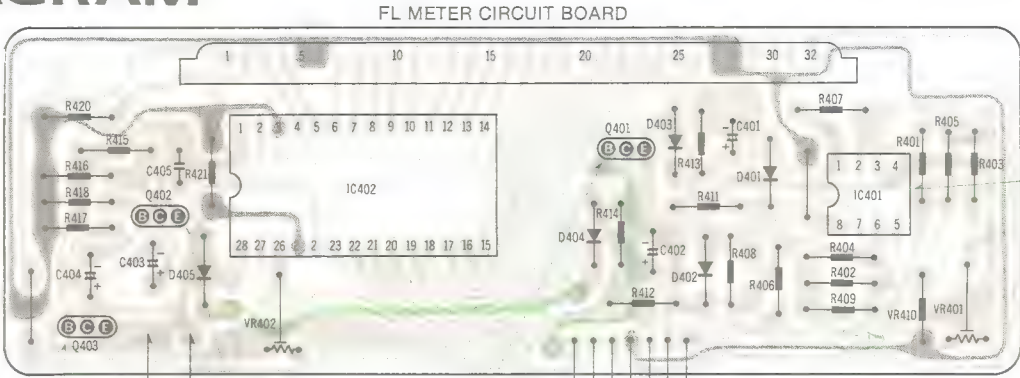 FL METER CIRCUIT BOARD
1 5 10 15 20 25 30 32
R420
R415
R416
R418
R417
C405
R421
Q402
B C E
C404
C403
D405
B C E
Q403
VR402
1 2 3 4 5 6 7 8 9 10 11 12 13 14
IC402
28 27 26 2 23 22 21 20 19 18 17 16 15
Q401
B C E
D403
R413
C401
D401
R411
R414
D404
C402
D402
R408
R406
R412
R407
R401
R405
R403
1 2 3 4
IC401
8 7 6 5
R404
R402
R409
VR410
VR401